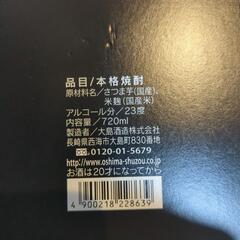 品目/本格焼酎
原材料名/さつま芋(国産)、
米麹(国産米)
アルコール分/23度
容量/720ml
製造者/大島酒造株式会社
長崎県西海市大島町830番地
0120-01-5679
www.oshima-shuzou.co.jp
お酒は20才になってから
4 900218 228639